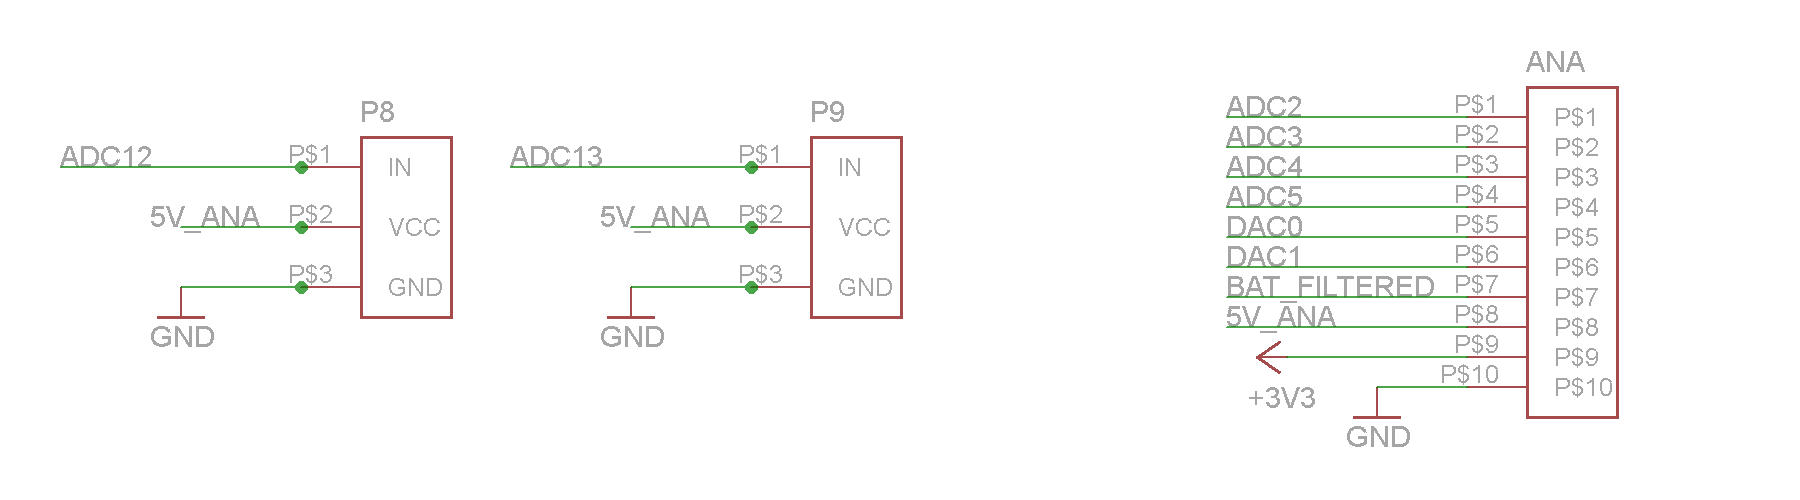 P8
ADC12 P$1 IN
5V_ANA P$2 VCC
P$3 GND
GND
P9
ADC13 P$1 IN
5V_ANA P$2 VCC
P$3 GND
GND
ANA
ADC2 P$1 P$1
ADC3 P$2 P$2
ADC4 P$3 P$3
ADC5 P$4 P$4
DAC0 P$5 P$5
DAC1 P$6 P$6
BAT_FILTERED P$7 P$7
5V_ANA P$8 P$8
P$9 P$9
+3V3 P$10 P$10
GND